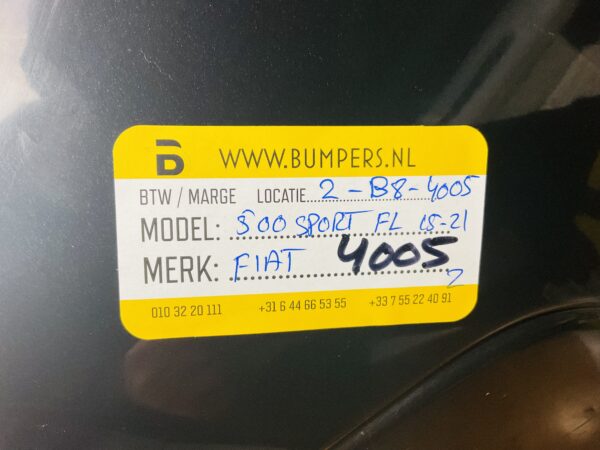 WWW.BUMPERS.NL
BTW / MARGE LOCATIE 2-B8-4005
MODEL: 500 SPORT FL 15-21
MERK: FIAT 4005
2
010 32 20 111 +31 6 44 66 53 55 +33 7 55 22 40 91